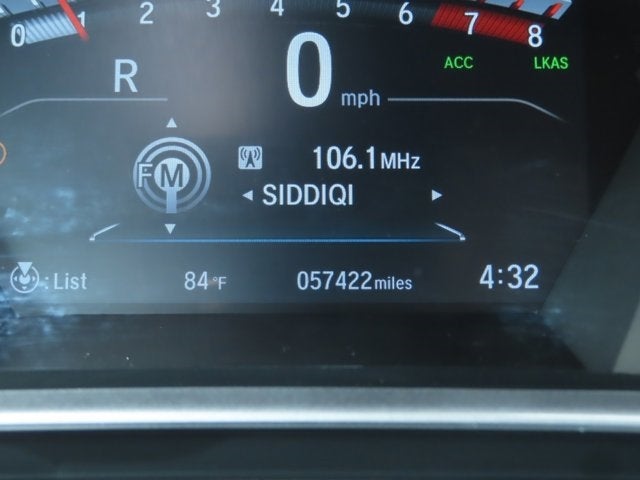 0 1 2 3 4 5 6 7 8
ACC LKAS
R 0 mph
106.1MHz
FM
SIDDIQI
:List 84°F 057422miles 4:32